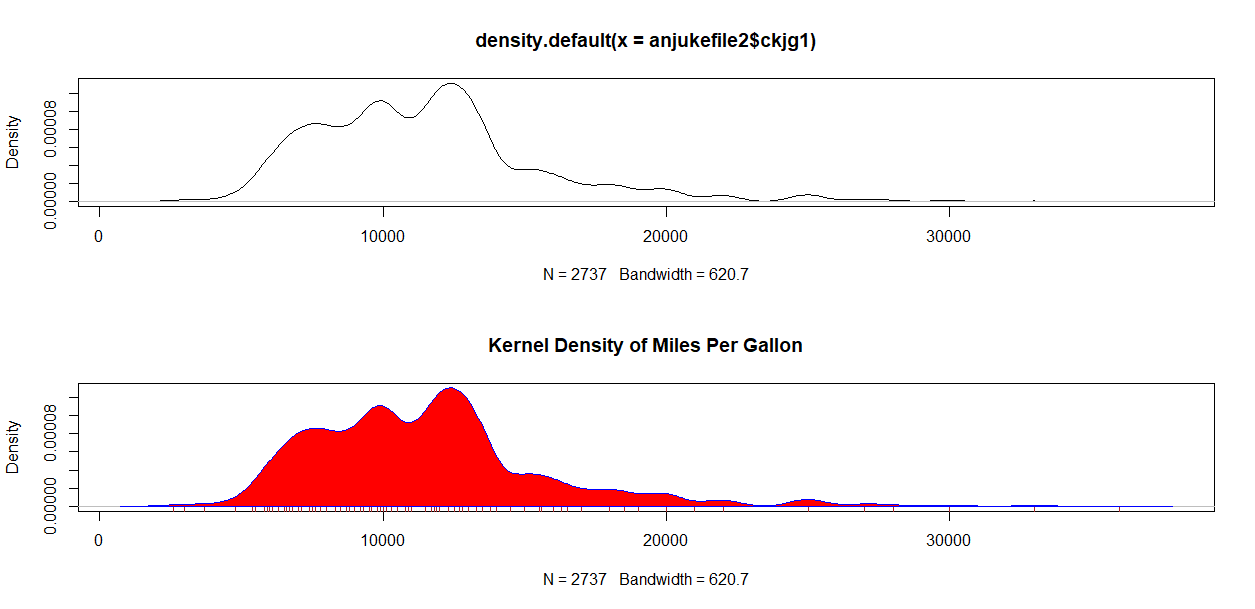 density.default(x = anjukefile2$ckjg1)
Density
0.00000 0.00008
0 10000 20000 30000
N = 2737 Bandwidth = 620.7
Kernel Density of Miles Per Gallon
Density
0.00000 0.00008
0 10000 20000 30000
N = 2737 Bandwidth = 620.7